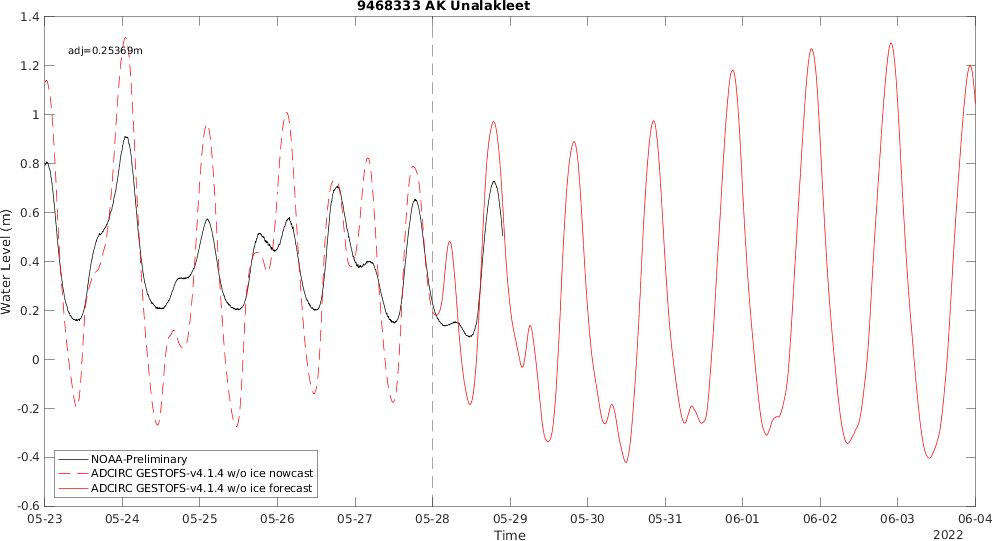 9468333 AK Unalakleet
adj=0.25369m
Water Level (m)
1.4
1.2
1
0.8
0.6
0.4
0.2
0
-0.2
-0.4
-0.6
NOAA-Preliminary
ADCIRC GESTOFS-v4.1.4 w/o ice nowcast
ADCIRC GESTOFS-v4.1.4 w/o ice forecast
05-23 05-24 05-25 05-26 05-27 05-28 05-29 05-30 05-31 06-01 06-02 06-03 06-04
Time
2022